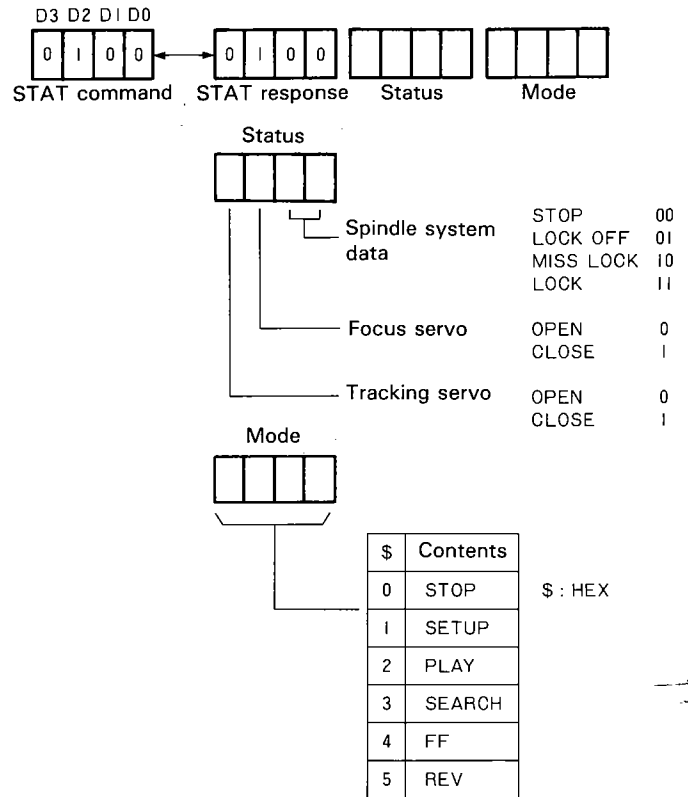 D3 D2 D1 D0
0 1 0 0 0 1 0 0
STAT command STAT response Status Mode
Status
Spindle system data
STOP 00
LOCK OFF 01
MISS LOCK 10
LOCK 11
Focus servo
OPEN 0
CLOSE 1
Tracking servo
OPEN 0
CLOSE 1
Mode
$ Contents
0 STOP $ : HEX
1 SETUP
2 PLAY
3 SEARCH
4 FF
5 REV